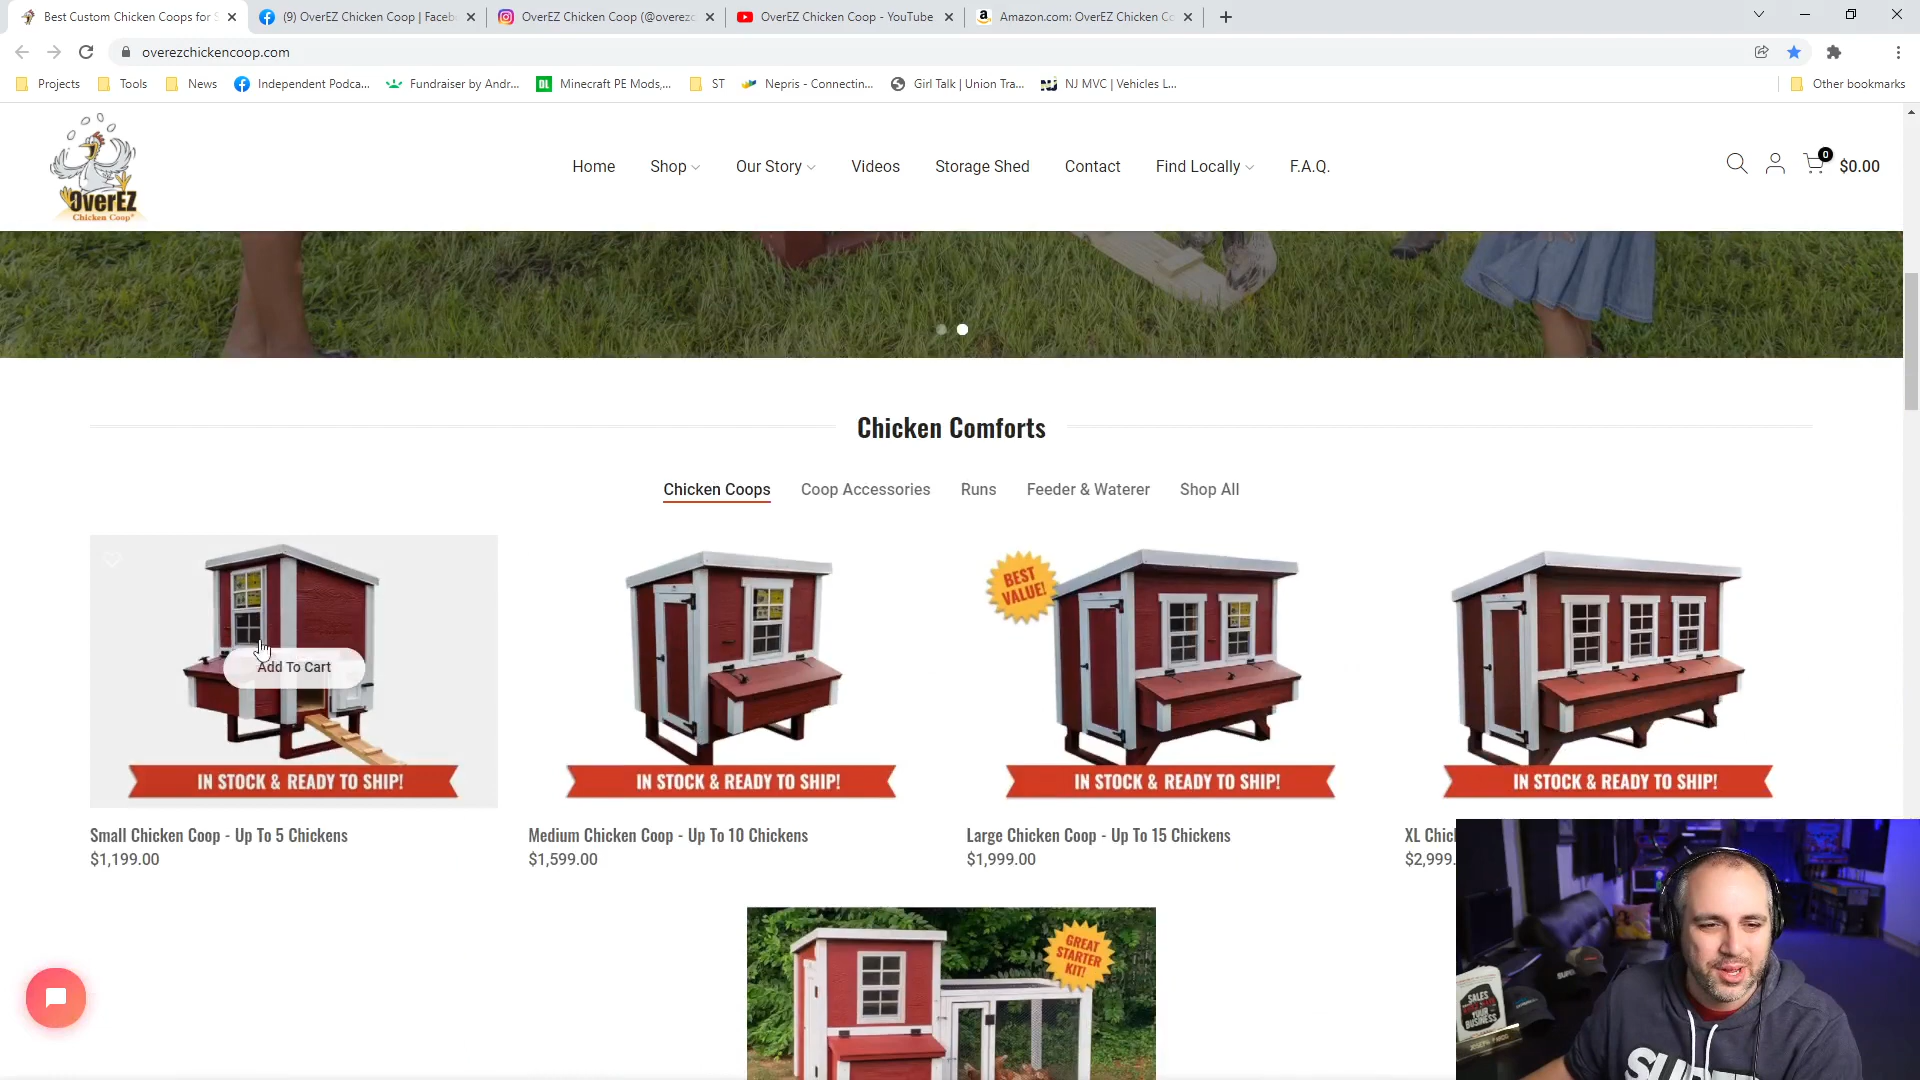 Best Custom Chicken Coops for S
(9) OverEZ Chicken Coop | Faceb
OverEZ Chicken Coop (@overezc
OverEZ Chicken Coop - YouTube
Amazon.com: OverEZ Chicken Co
overezchickencoop.com
Projects
Tools
News
Independent Podca...
Fundraiser by Andr...
DL
Minecraft PE Mods,...
ST
Nepris - Connectin...
Girl Talk | Union Tra...
NJ MVC | Vehicles L...
Other bookmarks
OverEZ
Chicken Coop
Home
Shop
Our Story
Videos
Storage Shed
Contact
Find Locally
F.A.Q.
0
$0.00
Chicken Comforts
Chicken Coops
Coop Accessories
Runs
Feeder & Waterer
Shop All
BEST
VALUE!
Add To Cart
IN STOCK & READY TO SHIP!
IN STOCK & READY TO SHIP!
IN STOCK & READY TO SHIP!
IN STOCK & READY TO SHIP!
Small Chicken Coop - Up To 5 Chickens
$1,199.00
Medium Chicken Coop - Up To 10 Chickens
$1,599.00
Large Chicken Coop - Up To 15 Chickens
$1,999.00
XL Chic
$2,999.
GREAT
STARTER
KIT!
SALES
YOUR
BUSINESS